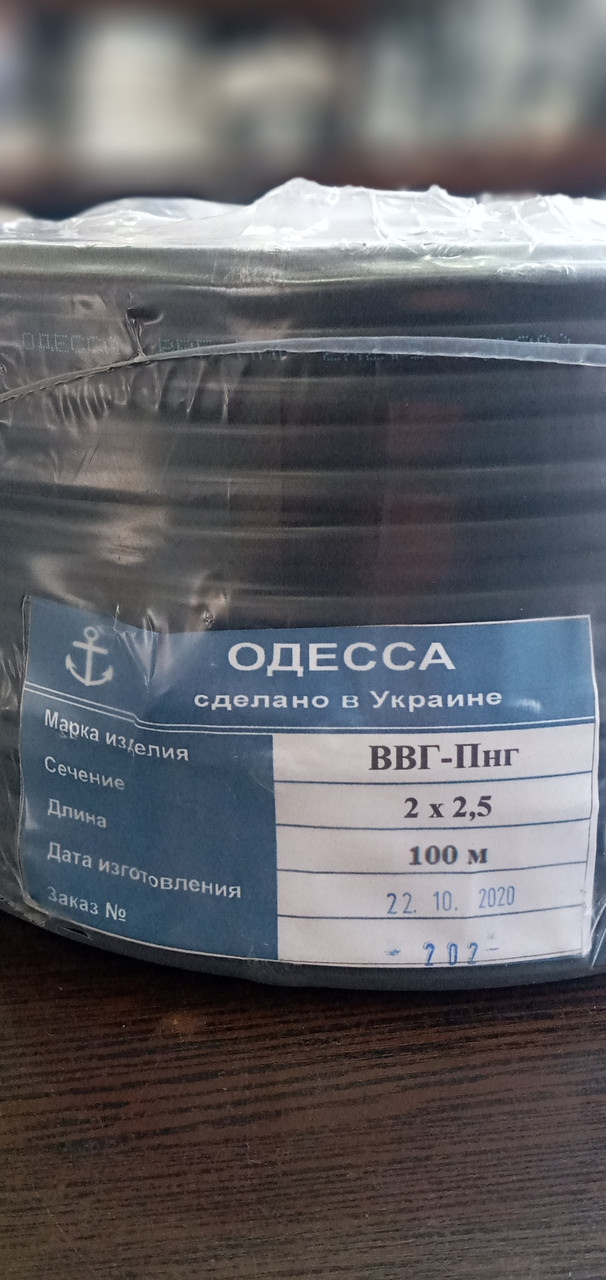 ОДЕССА
ОДЕССА
сделано в Украине
Марка изделия ВВГ-Пнг
Сечение 2 х 2,5
Длина 100 м
Дата изготовления 22. 10. 2020
Заказ № - 202 -